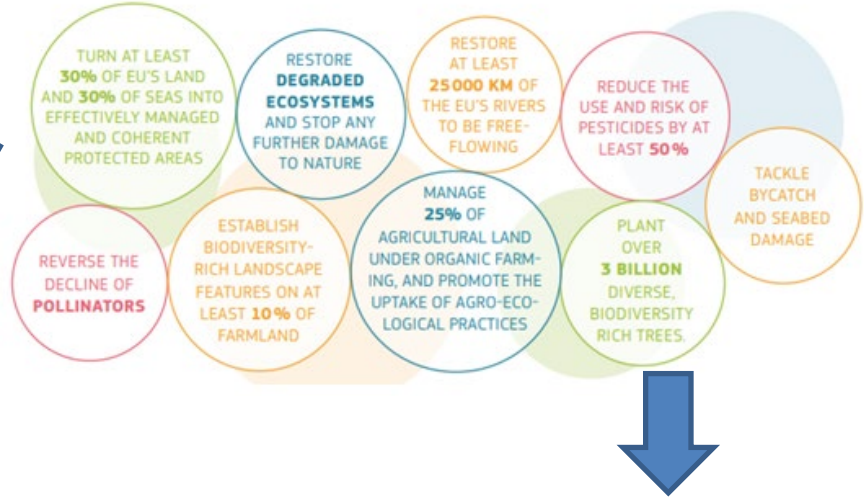 TURN AT LEAST
30% OF EU'S LAND
AND 30% OF SEAS INTO
EFFECTIVELY MANAGED
AND COHERENT
PROTECTED AREAS
RESTORE
DEGRADED
ECOSYSTEMS
AND STOP ANY
FURTHER DAMAGE
TO NATURE
RESTORE
AT LEAST
25 000 KM OF
THE EU'S RIVERS
TO BE FREE-
FLOWING
REDUCE THE
USE AND RISK OF
PESTICIDES BY AT
LEAST 50 %
TACKLE
BYCATCH
AND SEABED
DAMAGE
REVERSE THE
DECLINE OF
POLLINATORS
ESTABLISH
BIODIVERSITY-
RICH LANDSCAPE
FEATURES ON AT
LEAST 10 % OF
FARMLAND
MANAGE
25% OF
AGRICULTURAL LAND
UNDER ORGANIC FARM-
ING, AND PROMOTE THE
UPTAKE OF AGRO-ECO-
LOGICAL PRACTICES
PLANT
OVER
3 BILLION
DIVERSE,
BIODIVERSITY
RICH TREES.